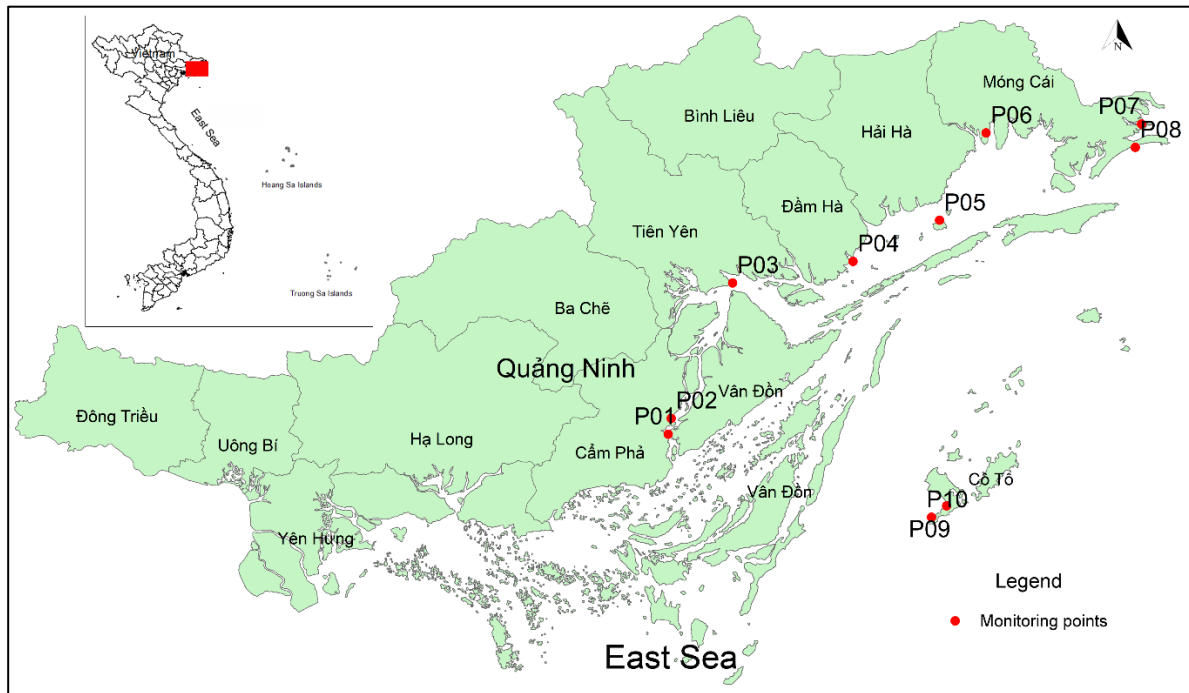 Vietnam
East Sea
Hoang Sa Islands
Truong Sa Islands
N
Móng Cái
Bình Liêu
Hải Hà
P06
P07
P08
Đầm Hà
P05
Tiên Yên
P04
P03
Ba Chẽ
Quảng Ninh
Vân Đồn
Đông Triều
P02
P01
Uông Bí
Hạ Long
Cẩm Phả
Vân Đồn
Cô Tô
P10
P09
Yên Hưng
Legend
Monitoring points
East Sea